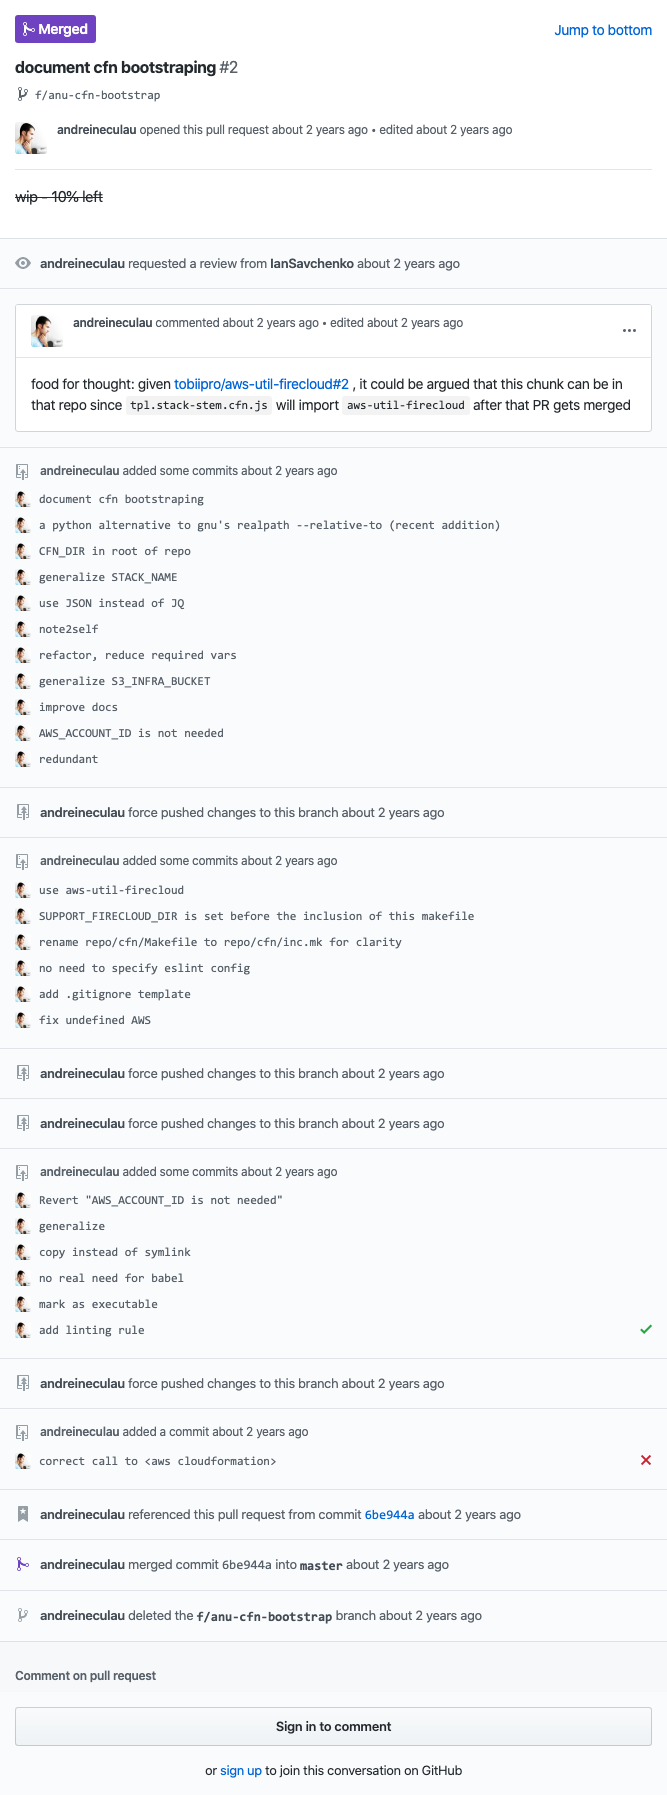 Merged
Jump to bottom
document cfn bootstraping #2
f/anu-cfn-bootstrap
andreineculau opened this pull request about 2 years ago • edited about 2 years ago
wip - 10% left
andreineculau requested a review from IanSavchenko about 2 years ago
andreineculau commented about 2 years ago • edited about 2 years ago
food for thought: given tobiipro/aws-util-firecloud#2 , it could be argued that this chunk can be in
that repo since tpl.stack-stem.cfn.js will import aws-util-firecloud after that PR gets merged
andreineculau added some commits about 2 years ago
document cfn bootstraping
a python alternative to gnu's realpath --relative-to (recent addition)
CFN_DIR in root of repo
generalize STACK_NAME
use JSON instead of JQ
note2self
refactor, reduce required vars
generalize S3_INFRA_BUCKET
improve docs
AWS_ACCOUNT_ID is not needed
redundant
andreineculau force pushed changes to this branch about 2 years ago
andreineculau added some commits about 2 years ago
use aws-util-firecloud
SUPPORT_FIRECLOUD_DIR is set before the inclusion of this makefile
rename repo/cfn/Makefile to repo/cfn/inc.mk for clarity
no need to specify eslint config
add .gitignore template
fix undefined AWS
andreineculau force pushed changes to this branch about 2 years ago
andreineculau force pushed changes to this branch about 2 years ago
andreineculau added some commits about 2 years ago
Revert "AWS_ACCOUNT_ID is not needed"
generalize
copy instead of symlink
no real need for babel
mark as executable
add linting rule
andreineculau force pushed changes to this branch about 2 years ago
andreineculau added a commit about 2 years ago
correct call to <aws cloudformation>
andreineculau referenced this pull request from commit 6be944a about 2 years ago
andreineculau merged commit 6be944a into master about 2 years ago
andreineculau deleted the f/anu-cfn-bootstrap branch about 2 years ago
Comment on pull request
Sign in to comment
or sign up to join this conversation on GitHub